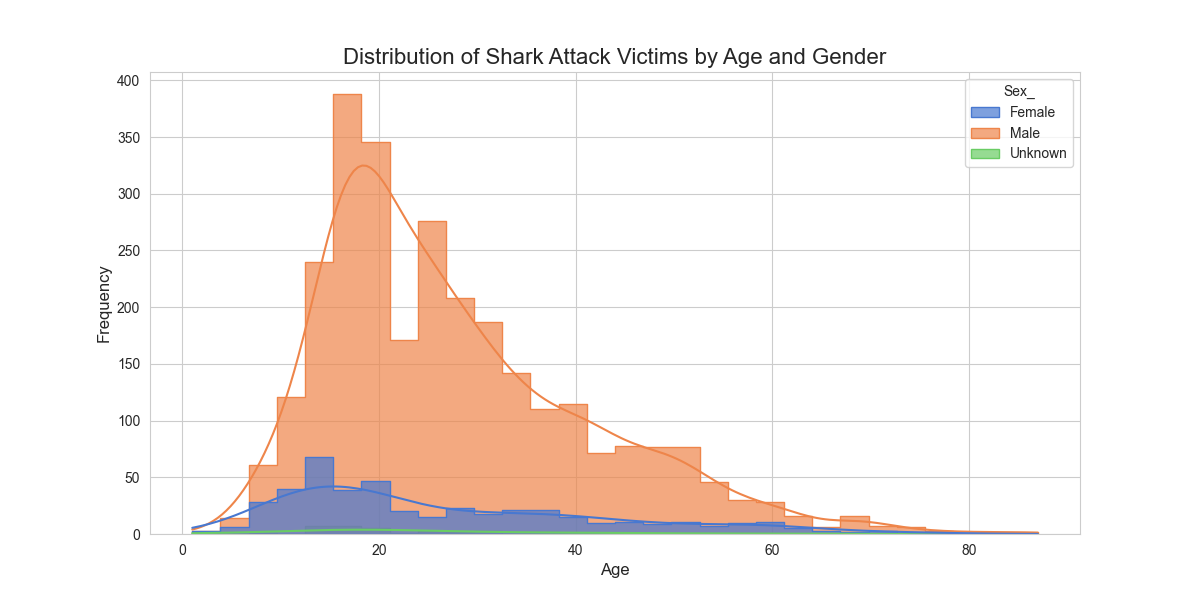 Distribution of Shark Attack Victims by Age and Gender
Sex_
Female
Male
Unknown
Frequency
400
350
300
250
200
150
100
50
0
0 20 40 60 80
Age